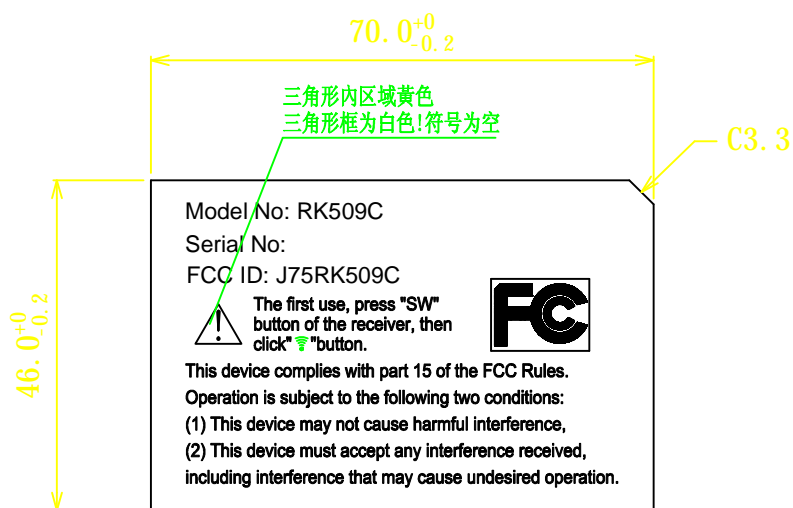 70.0+0-0.2
三角形內区域黃色
三角形框为白色!符号为空
C3.3
46.0+0-0.2
Model No: RK509C
Serial No:
FCC ID: J75RK509C
FC
!
The first use, press "SW"
button of the receiver, then
click" "button.
This device complies with part 15 of the FCC Rules.
Operation is subject to the following two conditions:
(1) This device may not cause harmful interference,
(2) This device must accept any interference received,
including interference that may cause undesired operation.